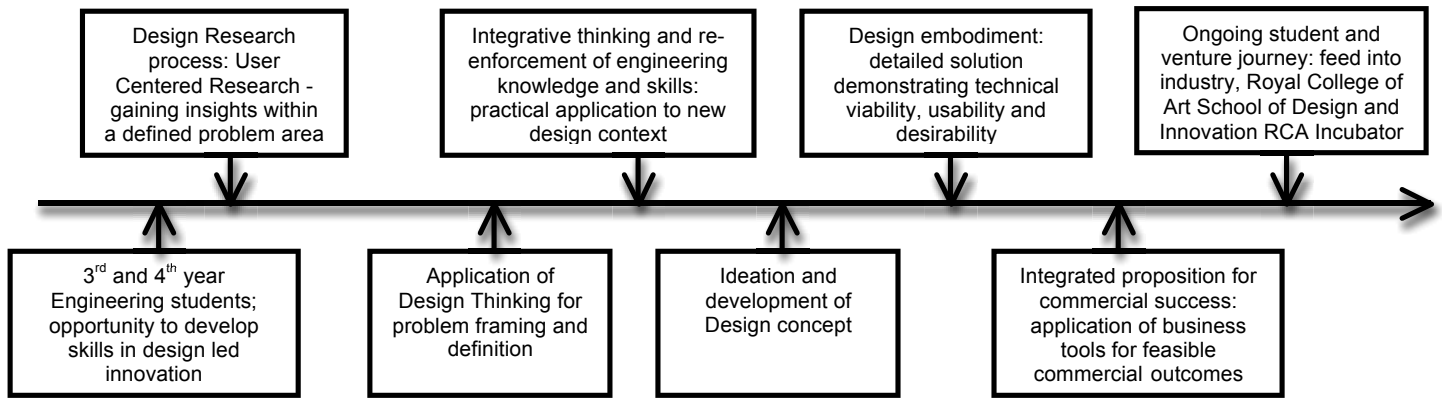 Design Research
process: User
Centered Research -
gaining insights within
a defined problem area
Integrative thinking and re-
enforcement of engineering
knowledge and skills:
practical application to new
design context
Design embodiment:
detailed solution
demonstrating technical
viability, usability and
desirability
Ongoing student and
venture journey: feed into
industry, Royal College of
Art School of Design and
Innovation RCA Incubator
3rd and 4th year
Engineering students;
opportunity to develop
skills in design led
innovation
Application of
Design Thinking for
problem framing and
definition
Ideation and
development of
Design concept
Integrated proposition for
commercial success:
application of business
tools for feasible
commercial outcomes